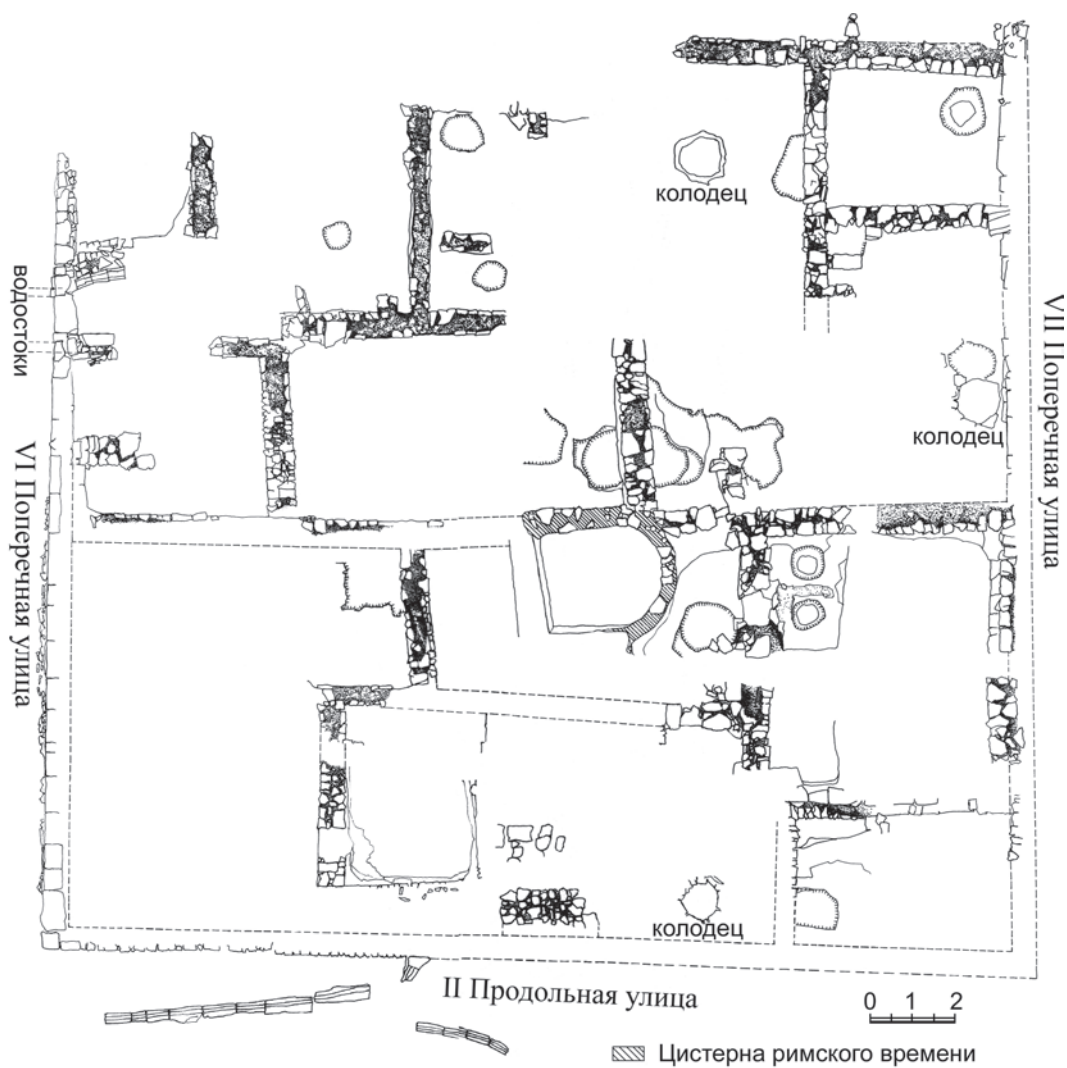 колодец
водостоки
VII Поперечная улица
колодец
VI Поперечная улица
колодец
II Продольная улица
0 1 2
Цистерна римского времени